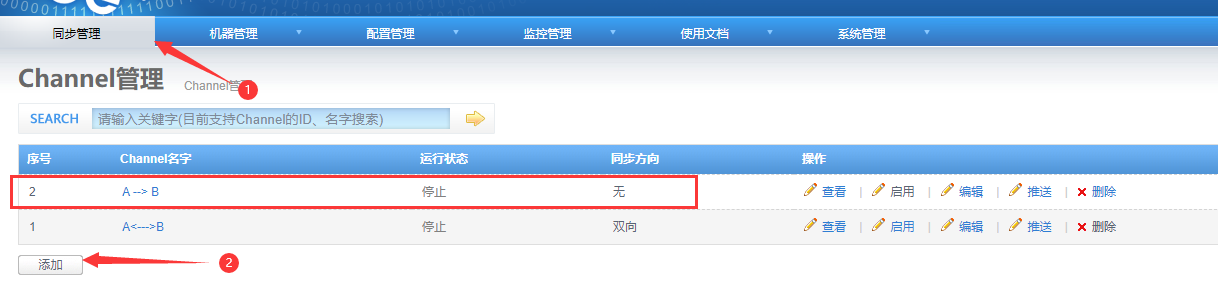 同步管理 机器管理 配置管理 监控管理 使用文档 系统管理
Channel管理 Channel管理
1
SEARCH 请输入关键字(目前支持Channel的ID、名字搜索)
序号 Channel名字 运行状态 同步方向 操作
2 A --> B 停止 无 查看 | 启用 | 编辑 | 推送 | 删除
1 A<--->B 停止 双向 查看 | 启用 | 编辑 | 推送 | 删除
添加 2